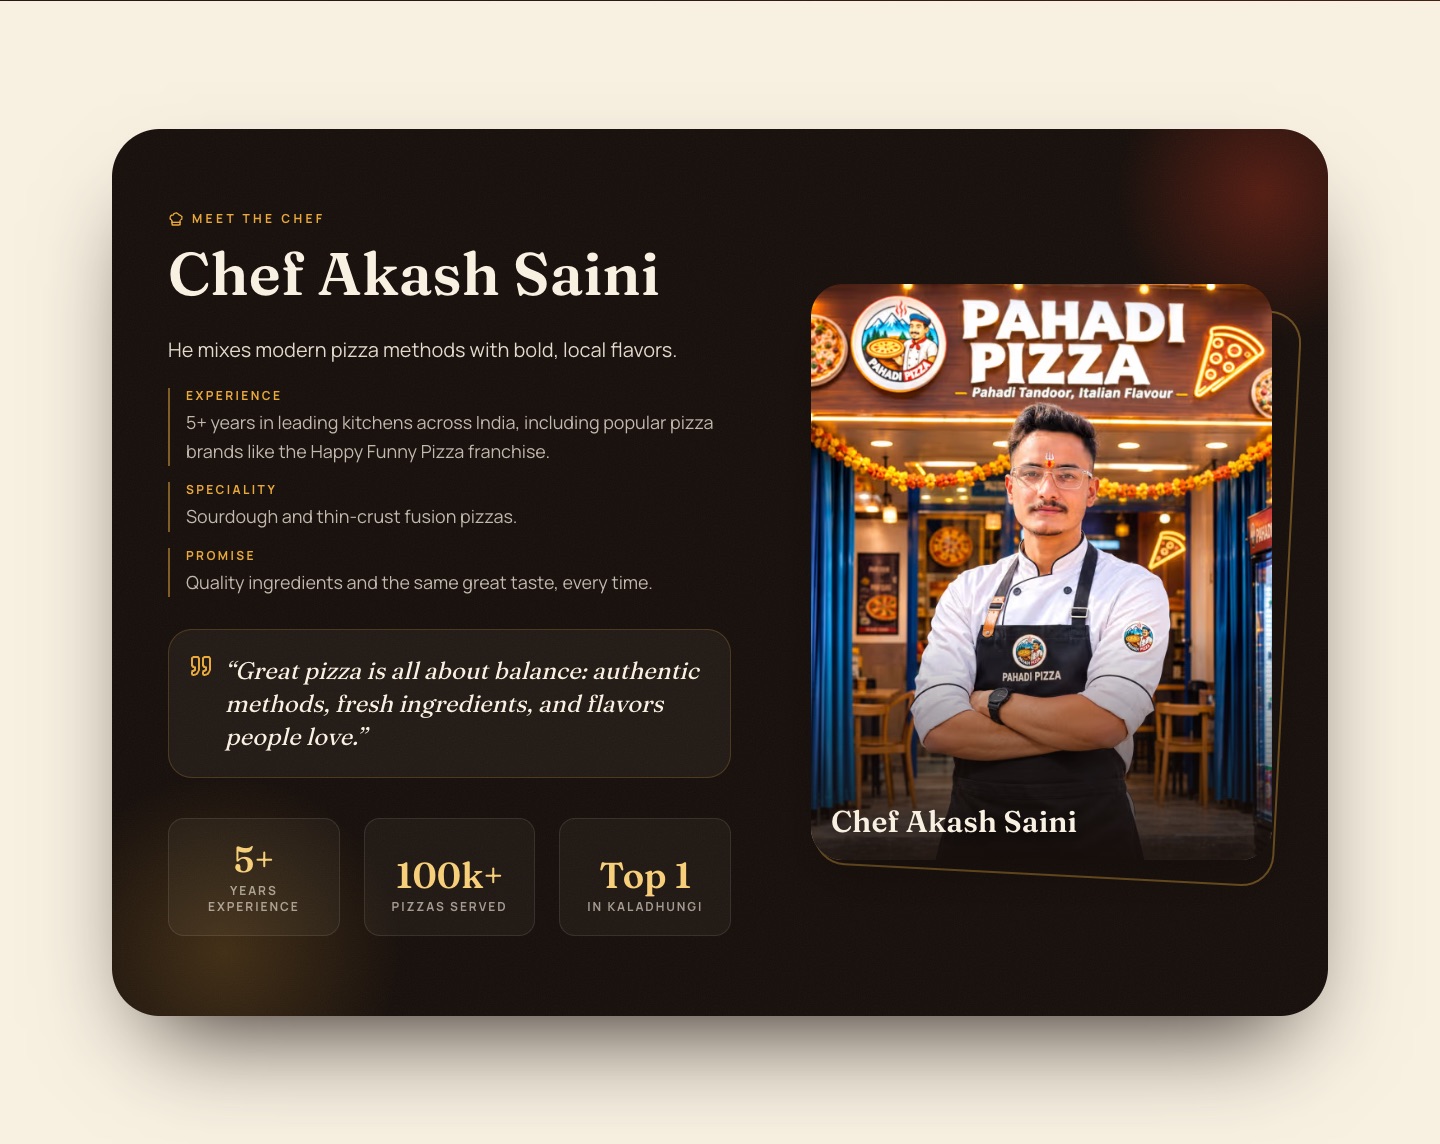 MEET THE CHEF
Chef Akash Saini
He mixes modern pizza methods with bold, local flavors.
EXPERIENCE
5+ years in leading kitchens across India, including popular pizza
brands like the Happy Funny Pizza franchise.
SPECIALITY
Sourdough and thin-crust fusion pizzas.
PROMISE
Quality ingredients and the same great taste, every time.
“Great pizza is all about balance: authentic
methods, fresh ingredients, and flavors
people love.”
5+
YEARS
EXPERIENCE
100k+
PIZZAS SERVED
Top 1
IN KALADHUNGI
PAHADI
PIZZA
Pahadi Tandoor, Italian Flavour
PAHADI PIZZA
PAHADI PIZZA
Chef Akash Saini